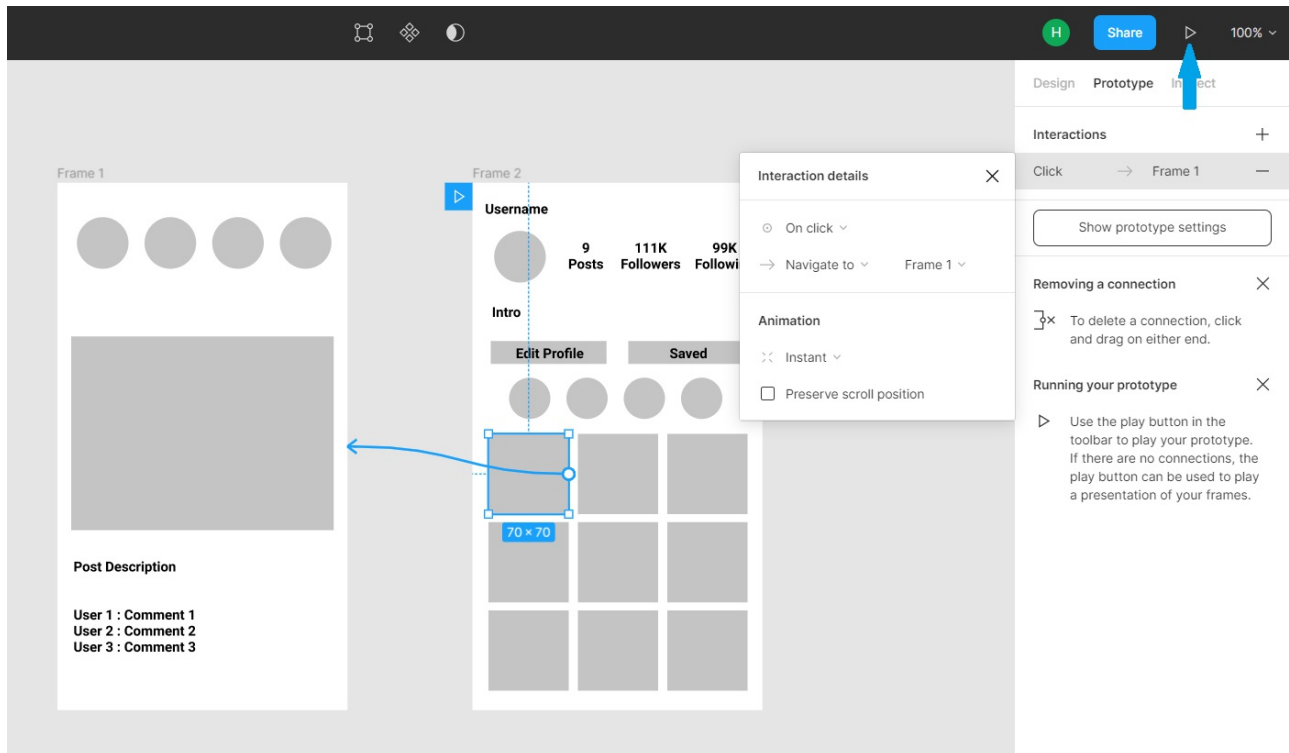 H
Share
100%
Design Prototype Inspect
Interactions
Click → Frame 1
Show prototype settings
Removing a connection
To delete a connection, click
and drag on either end.
Running your prototype
Use the play button in the
toolbar to play your prototype.
If there are no connections, the
play button can be used to play
a presentation of your frames.
Interaction details
On click
Navigate to Frame 1
Animation
Instant
Preserve scroll position
Frame 1
Post Description
User 1 : Comment 1
User 2 : Comment 2
User 3 : Comment 3
Frame 2
Username
9 111K 99K
Posts Followers Followi
Intro
Edit Profile Saved
70 × 70